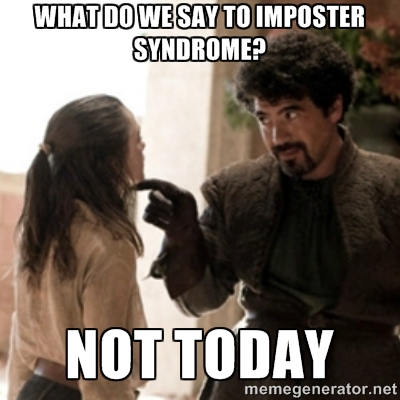 WHAT DO WE SAY TO IMPOSTER
SYNDROME?
NOT TODAY
memegenerator.net